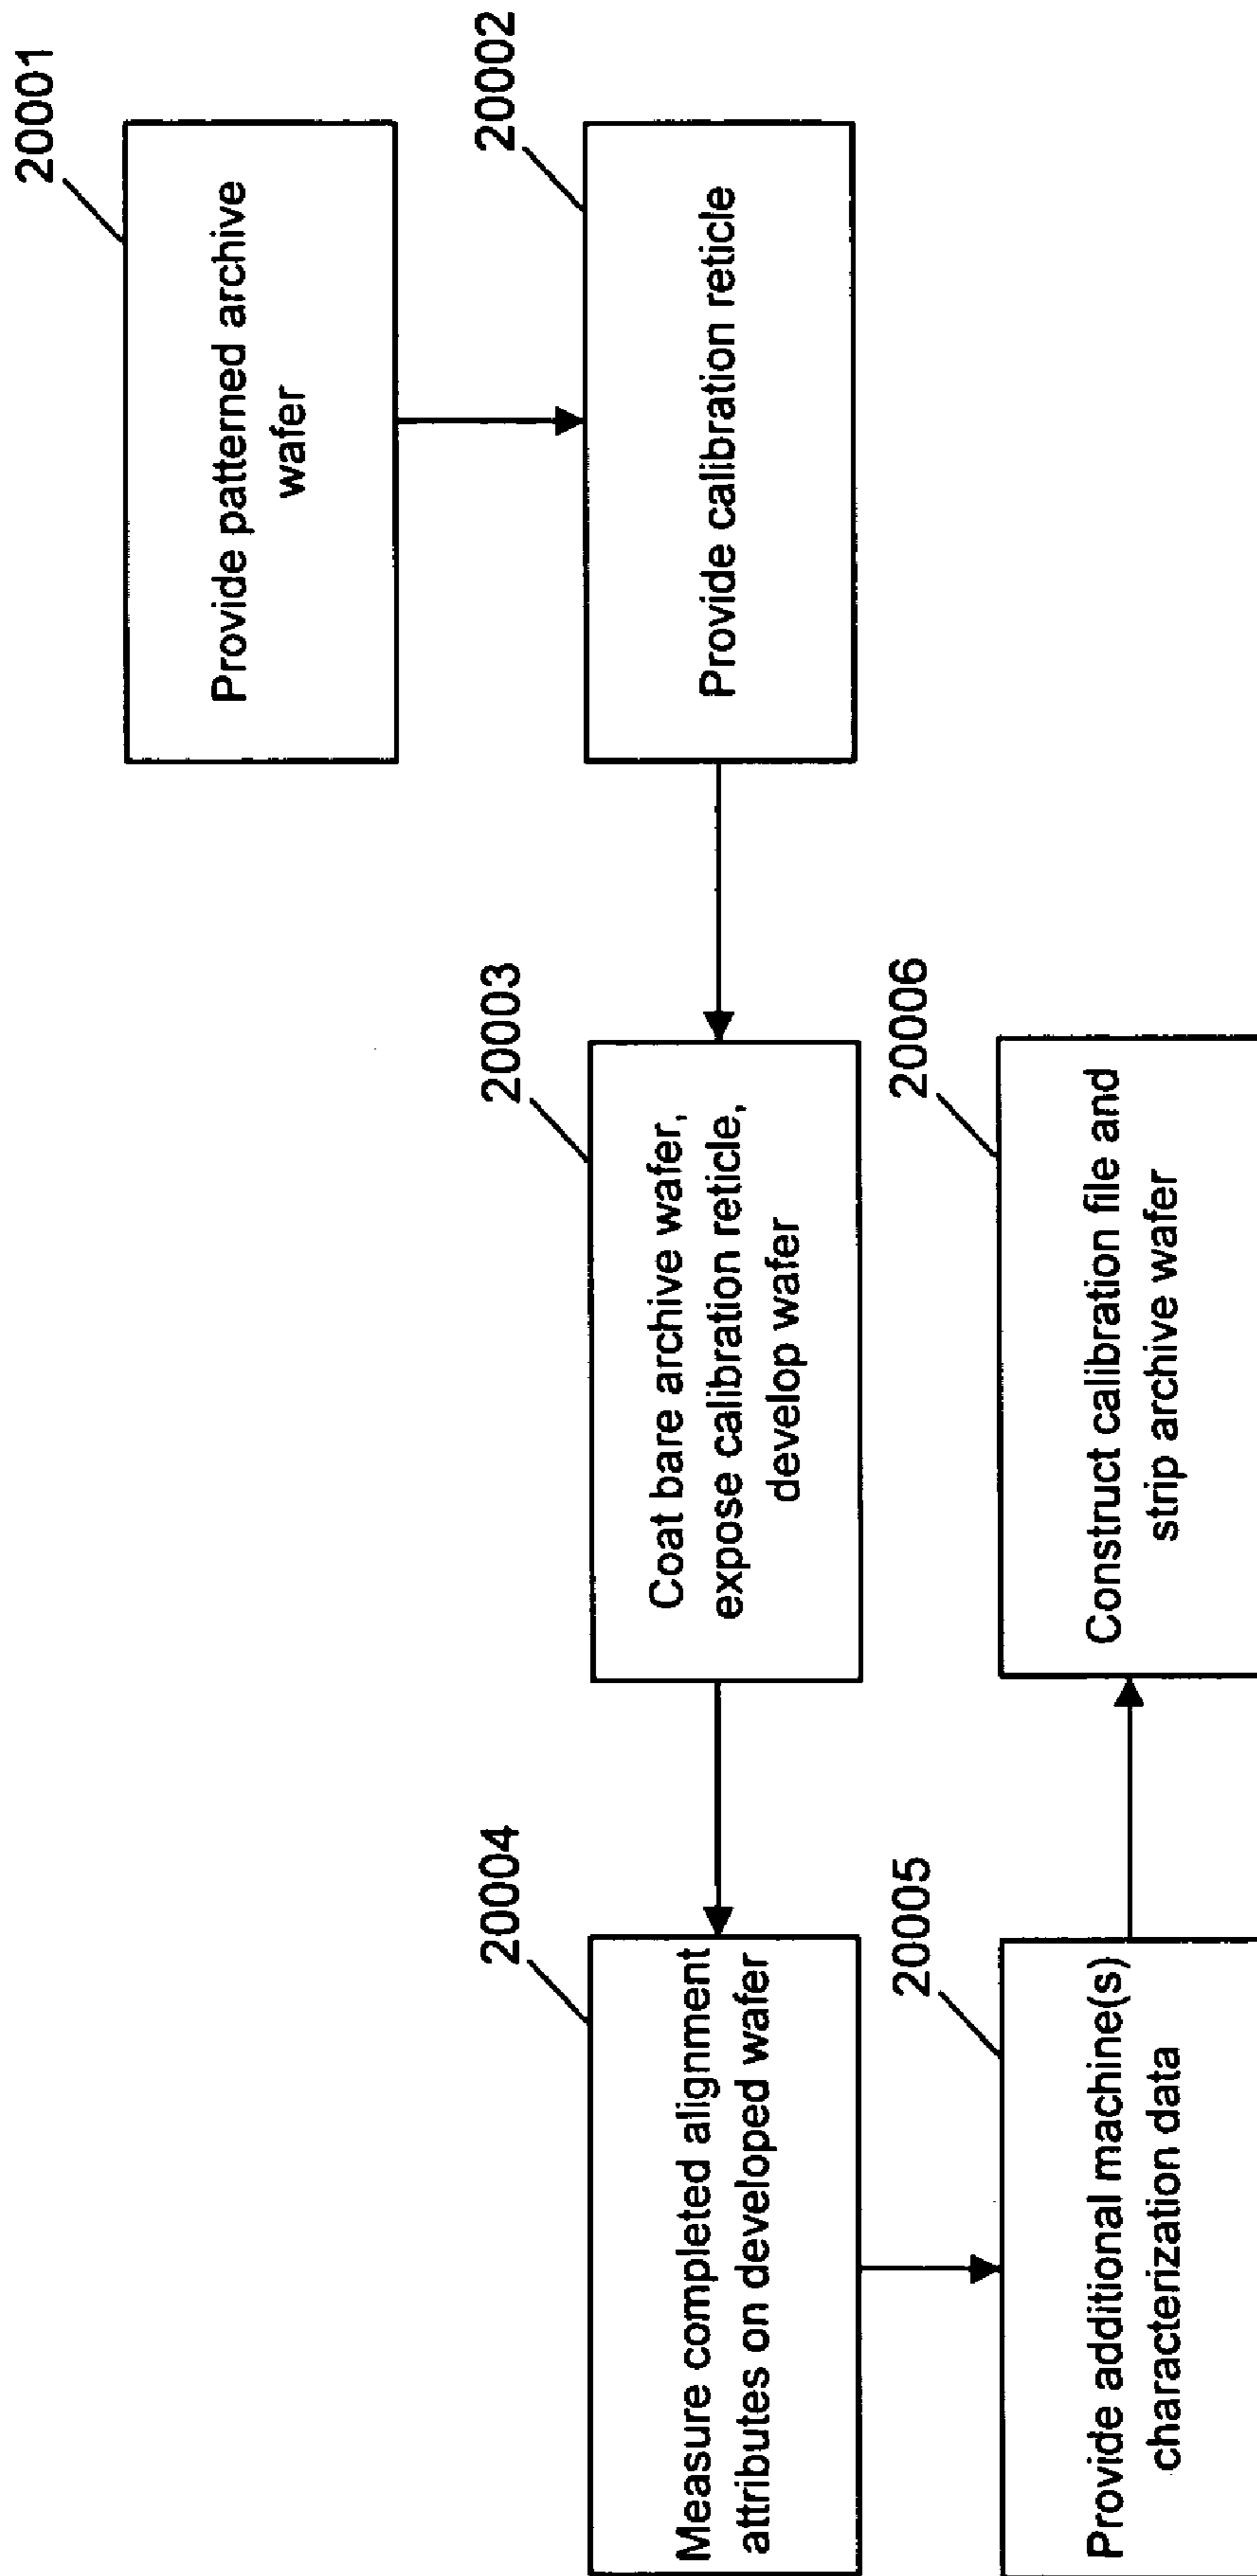 20001
Provide patterned archive
wafer
20002
Provide calibration reticle
20003
Coat bare archive wafer,
expose calibration reticle,
develop wafer
20004
Measure completed alignment
attributes on developed wafer
20005
Provide additional machine(s)
characterization data
20006
Construct calibration file and
strip archive wafer